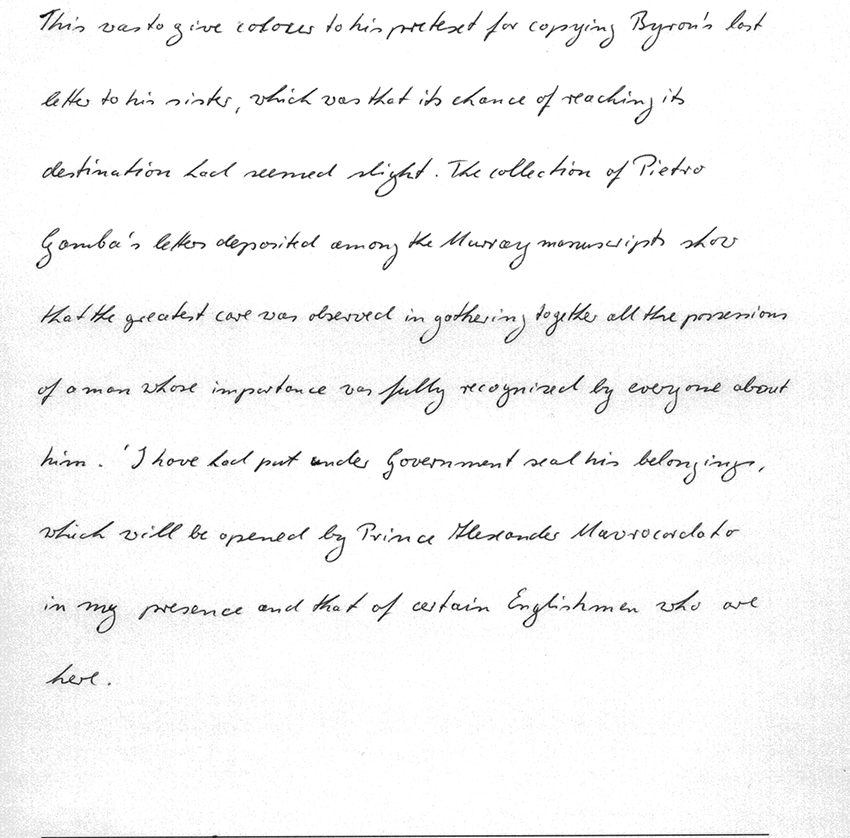 This was to give colour to his pretext for copying Byron's last
letter to his sister, which was that its chance of reaching its
destination had seemed slight. The collection of Pietro
Gamba's letters deposited among the Murray manuscripts show
that the greatest care was observed in gathering together all the possessions
of a man whose importance was fully recognized by everyone about
him. 'I have had put under Government seal his belongings,
which will be opened by Prince Alexander Mavrocordato
in my presence and that of certain Englishmen who are
here.